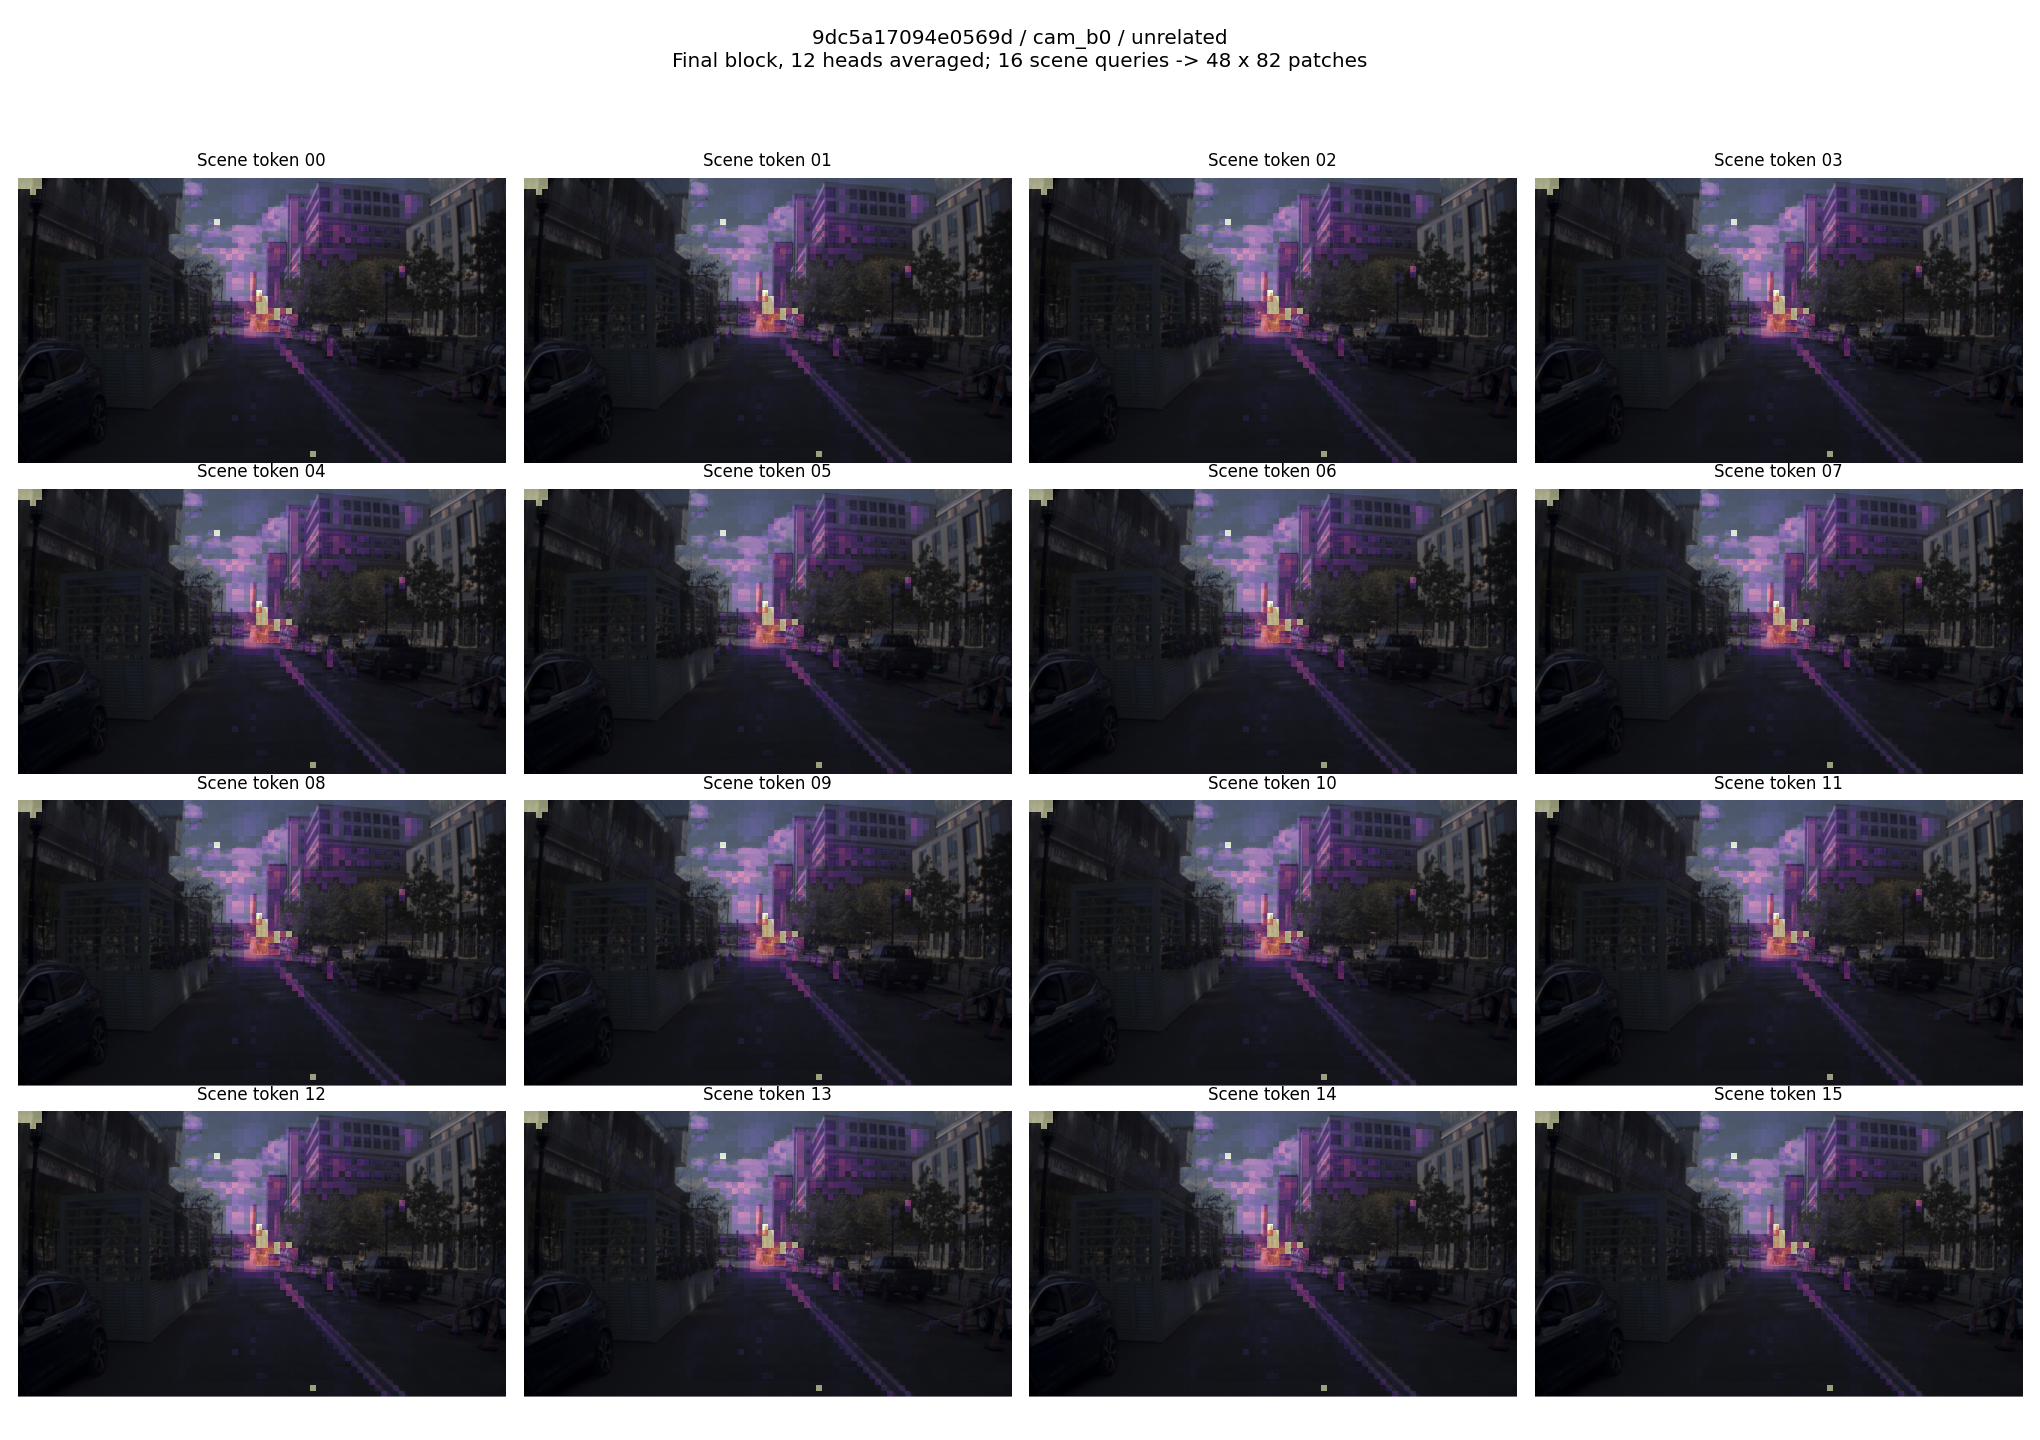 9dc5a17094e0569d / cam_b0 / unrelated
Final block, 12 heads averaged; 16 scene queries -> 48 x 82 patches
Scene token 00
Scene token 01
Scene token 02
Scene token 03
Scene token 04
Scene token 05
Scene token 06
Scene token 07
Scene token 08
Scene token 09
Scene token 10
Scene token 11
Scene token 12
Scene token 13
Scene token 14
Scene token 15